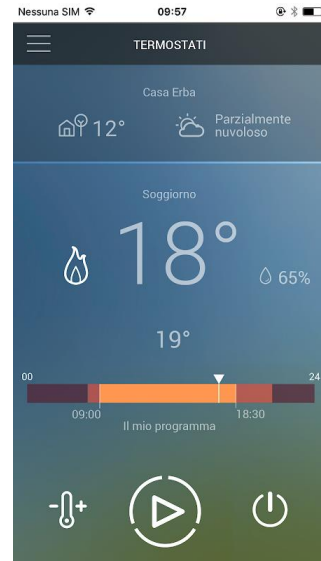 Nessuna SIM 09:57
TERMOSTATI
Casa Erba
12° Parzialmente
nuvoloso
Soggiorno
18°
65%
19°
00 24
09:00 18:30
Il mio programma